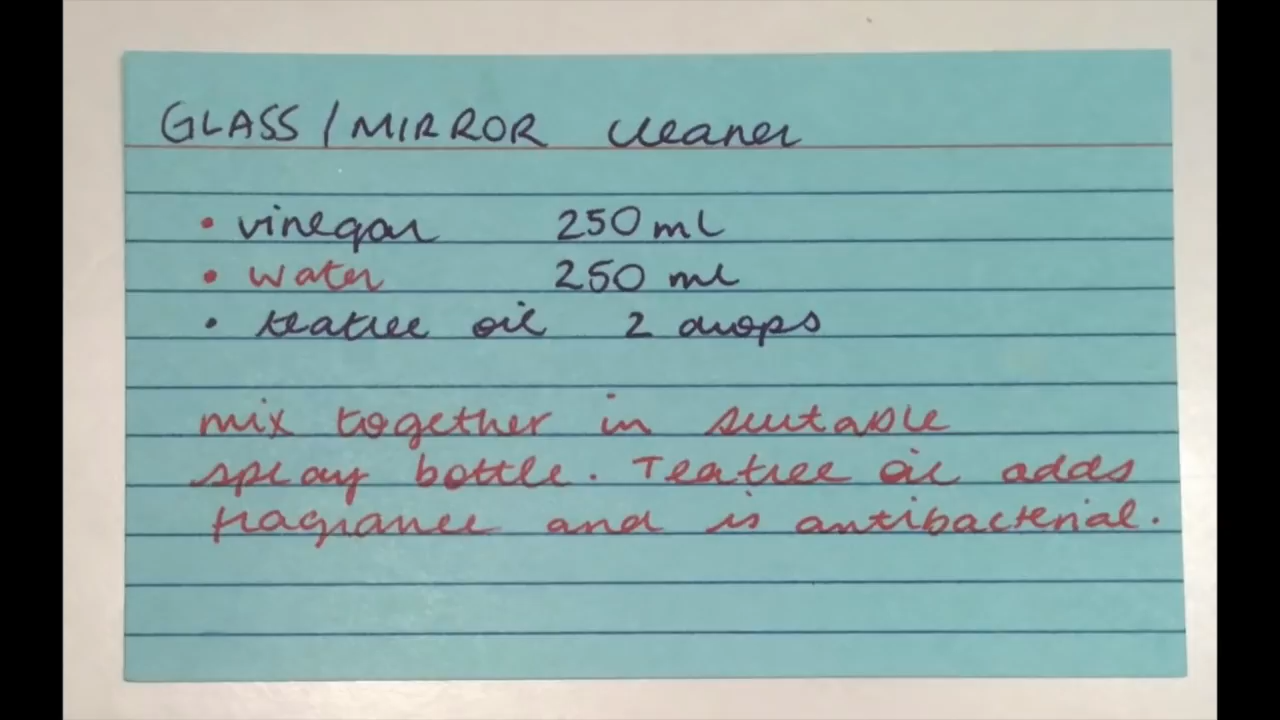 GLASS / MIRROR cleaner
• vinegar 250 ml
• water 250 ml
• teatree oil 2 drops
mix together in suitable
spray bottle. Teatree oil adds
fragrance and is antibacterial.